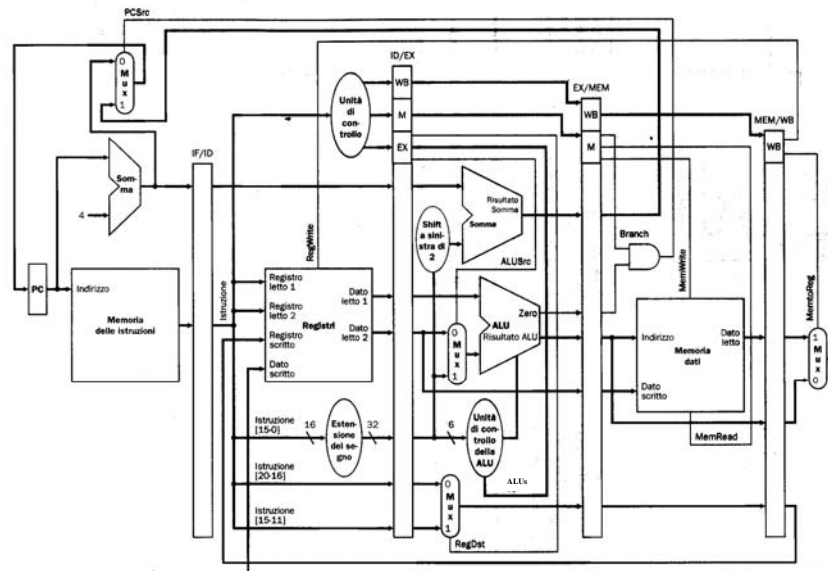 PCSrc
0
M
u
x
1
ID/EX
WB
M
EX
Unità
di con-
trollo
EX/MEM
WB
M
MEM/WB
WB
IF/ID
4
Som-
ma
PC
Indirizzo
Memoria
delle istruzioni
Istruzione
RegWrite
Registro
letto 1
Registro
letto 2
Registro
scritto
Dato
scritto
Registri
Dato
letto 1
Dato
letto 2
Shift
a sini-
stra di
2
Risultato
Somma
Somma
ALUSrc
0
M
u
x
1
Zero
ALU
Risultato ALU
Branch
MemWrite
Indirizzo
Dato
letto
Memoria
dati
Dato
scritto
MemRead
MemtoReg
1
M
u
x
0
Istruzione
[15-0]
16
Esten-
sione
del se-
gno
32
6
Unità di
controllo
della
ALU
ALUs
Istruzione
[20-16]
Istruzione
[15-11]
0
M
u
x
1
RegDst